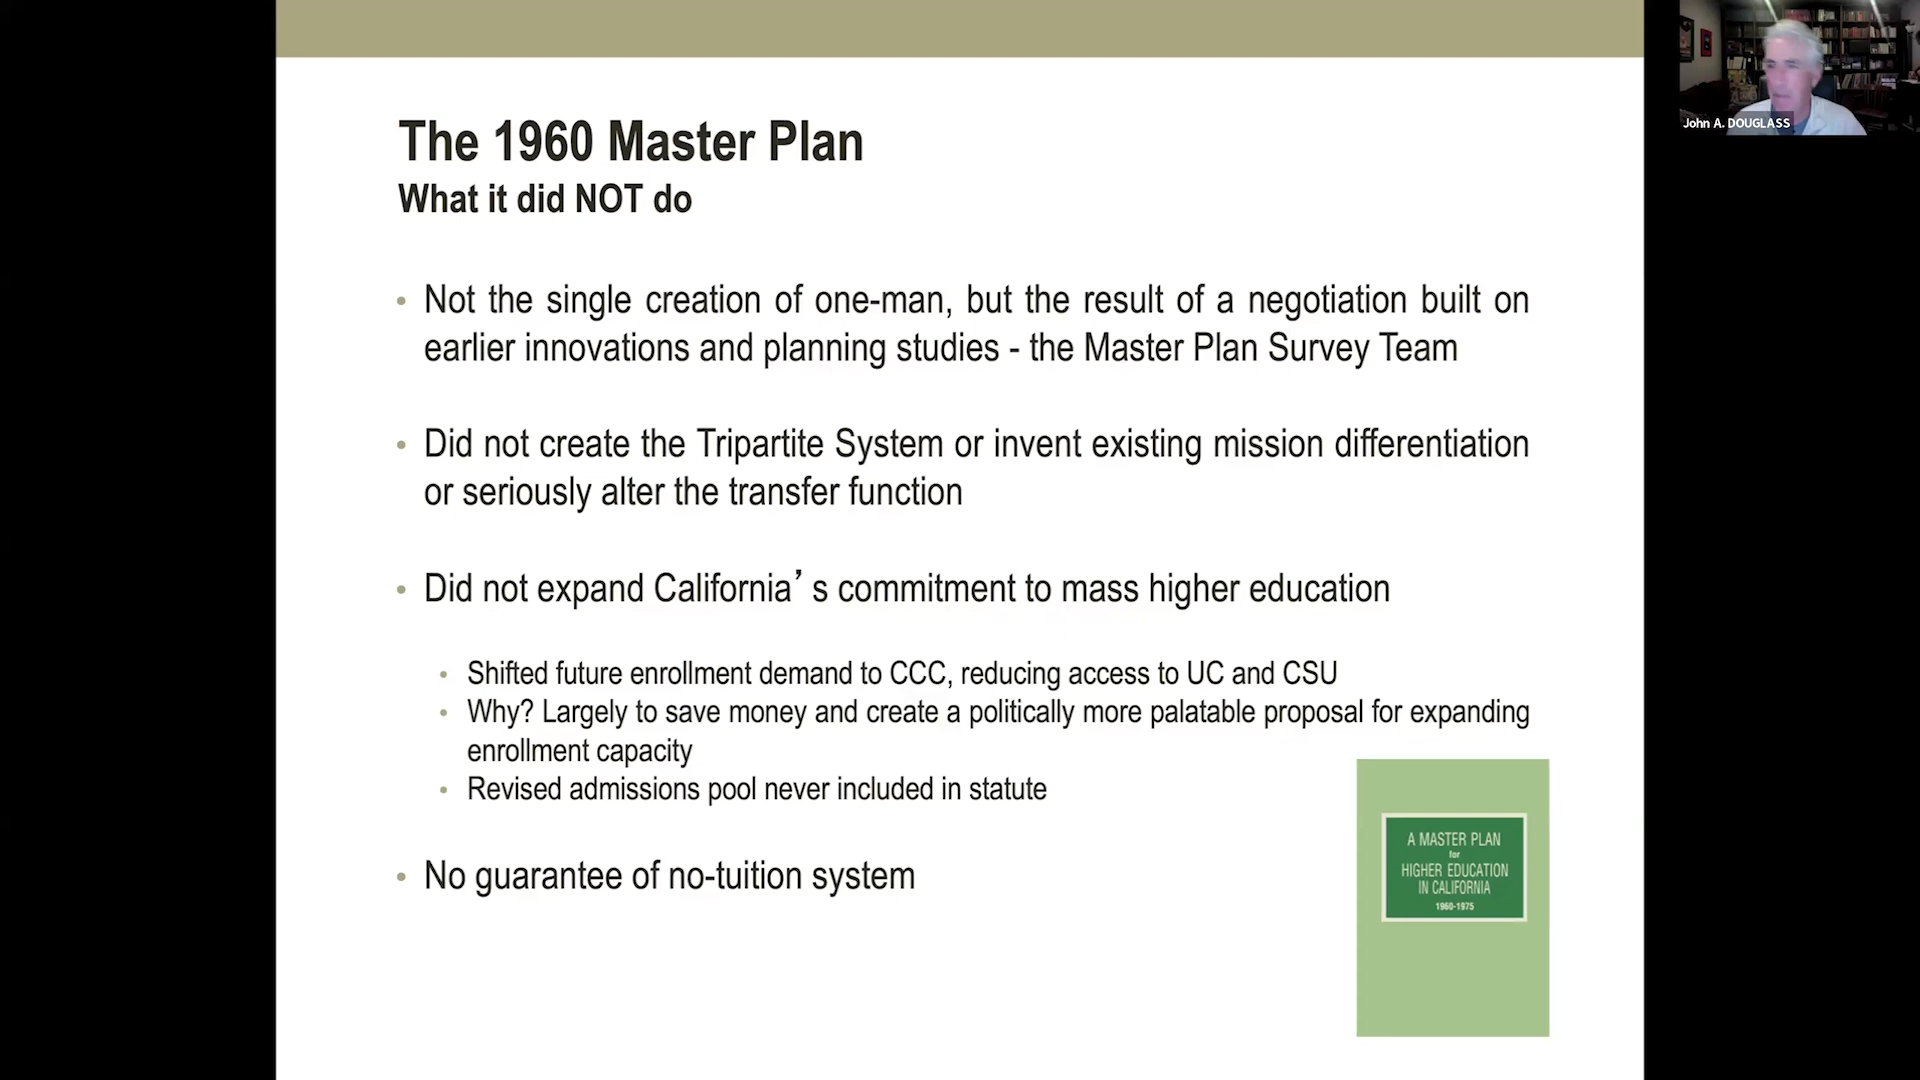 The 1960 Master Plan
What it did NOT do
• Not the single creation of one-man, but the result of a negotiation built on
earlier innovations and planning studies - the Master Plan Survey Team
• Did not create the Tripartite System or invent existing mission differentiation
or seriously alter the transfer function
• Did not expand California’ s commitment to mass higher education
• Shifted future enrollment demand to CCC, reducing access to UC and CSU
• Why? Largely to save money and create a politically more palatable proposal for expanding
enrollment capacity
• Revised admissions pool never included in statute
• No guarantee of no-tuition system
A MASTER PLAN
for
HIGHER EDUCATION
IN CALIFORNIA
1960-1975
John A. DOUGLASS